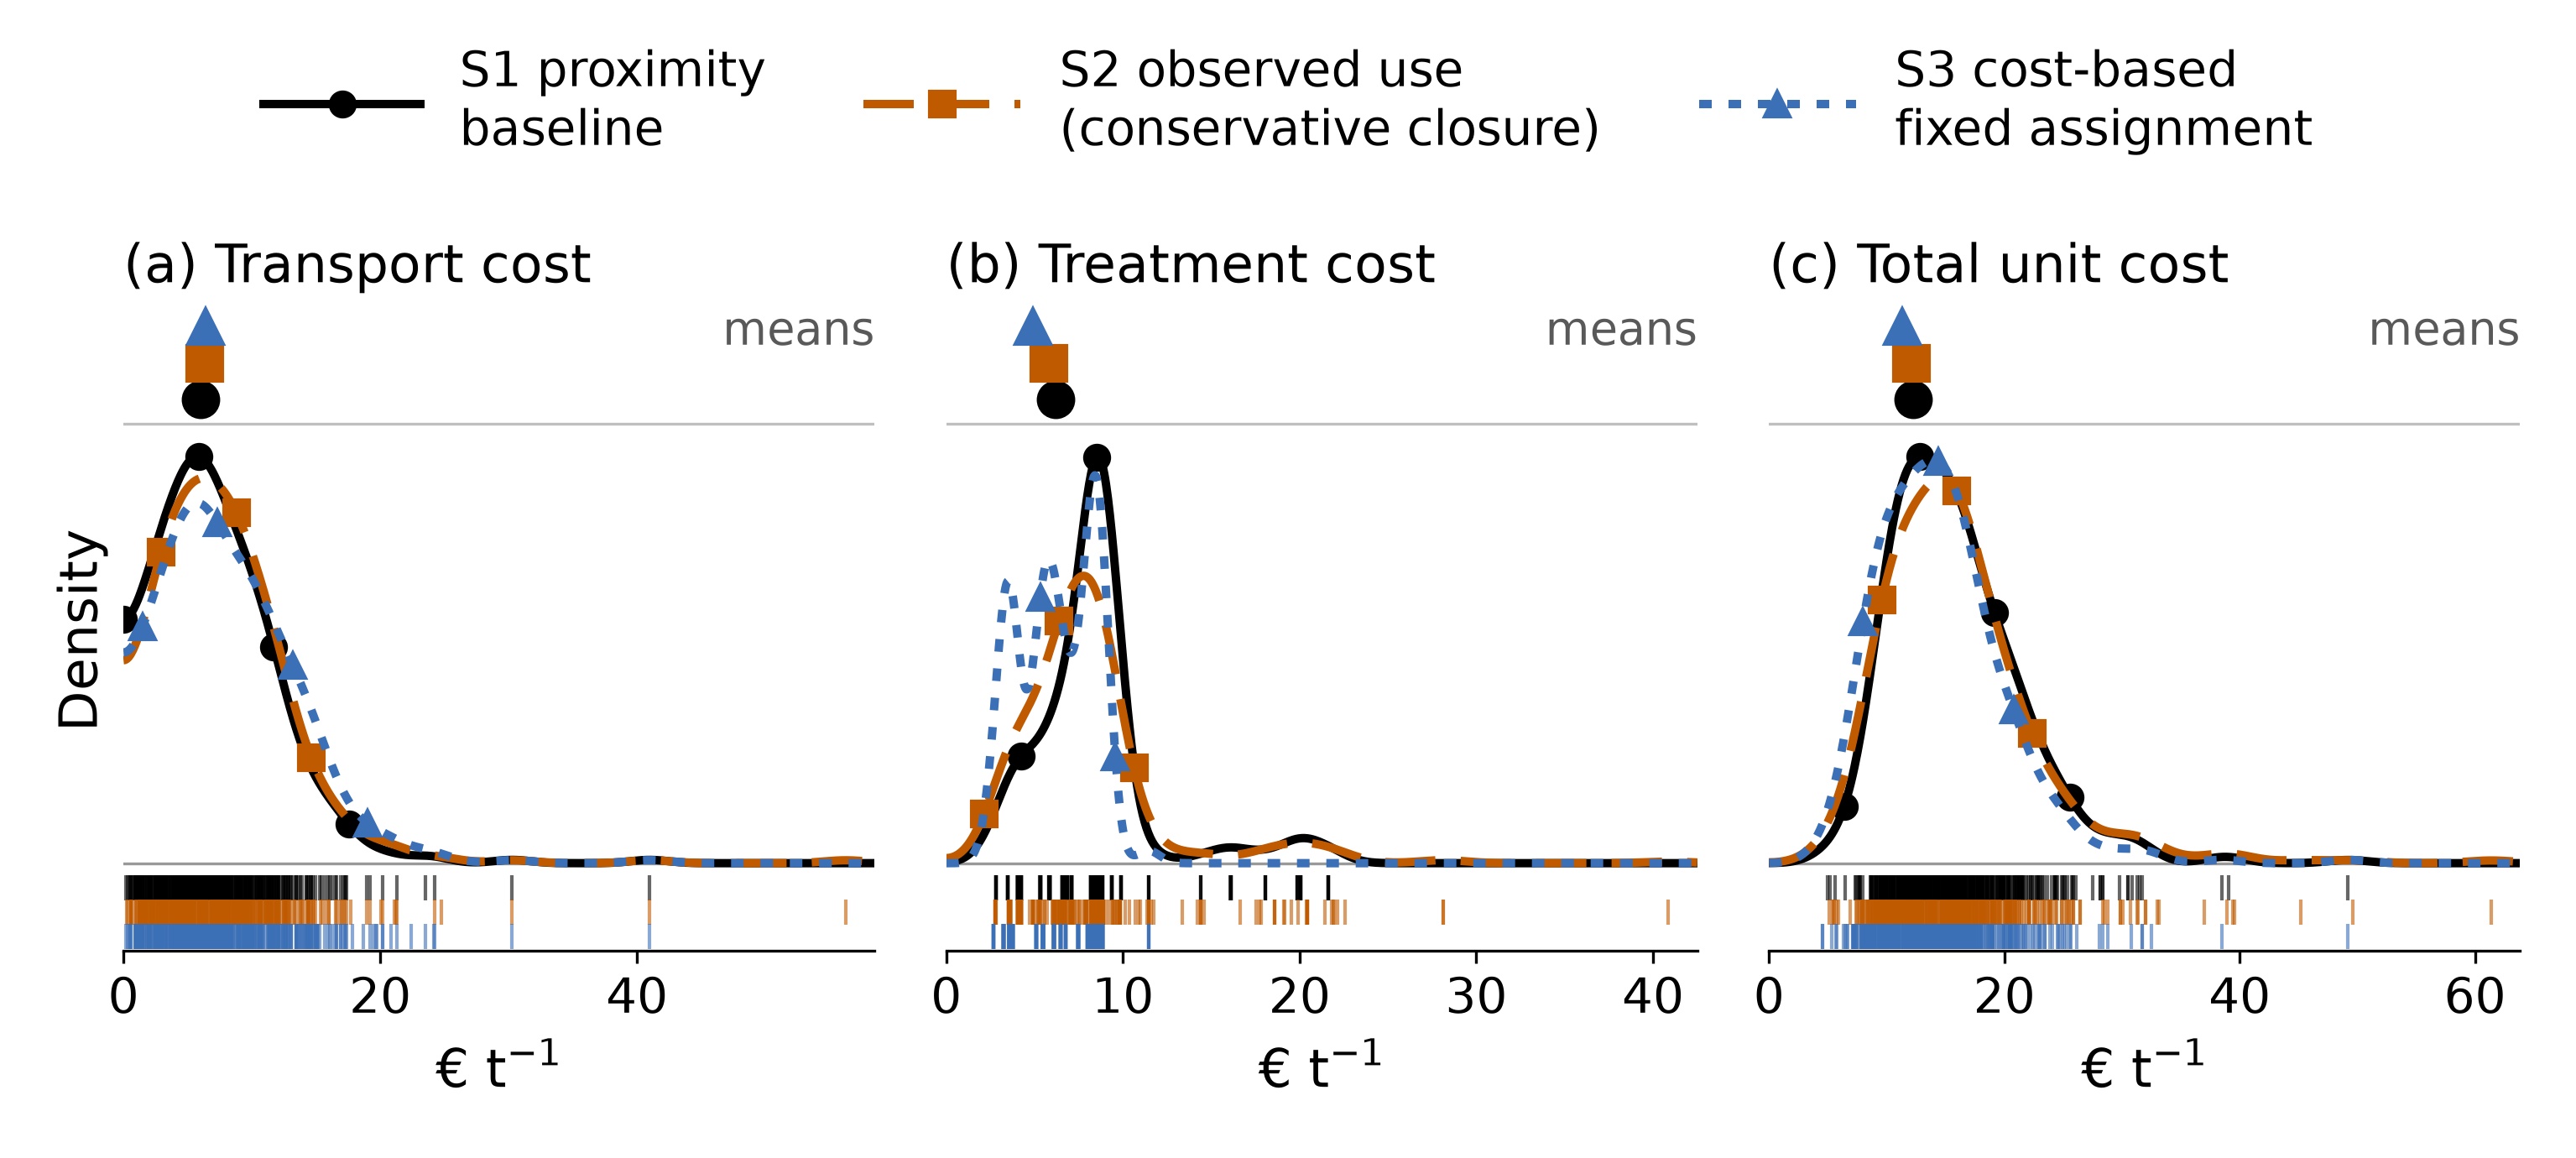 S1 proximity
baseline
S2 observed use
(conservative closure)
S3 cost-based
fixed assignment
(a) Transport cost
(b) Treatment cost
(c) Total unit cost
means
means
means
Density
0 20 40
0 10 20 30 40
0 20 40 60
€ t⁻¹
€ t⁻¹
€ t⁻¹